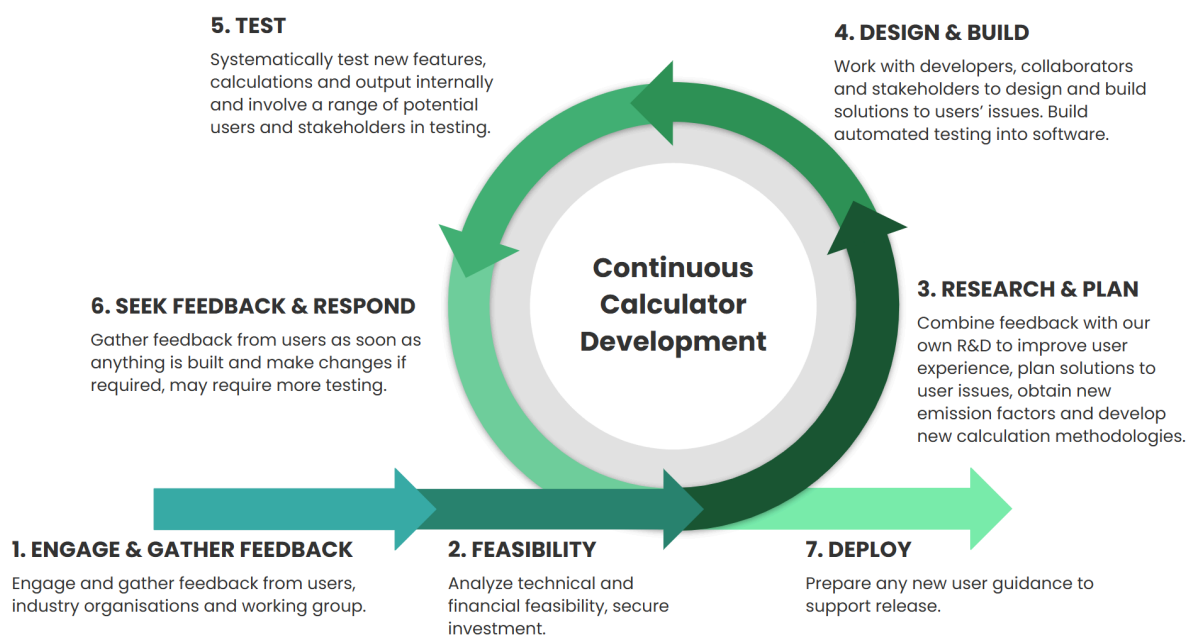 5. TEST
Systematically test new features,
calculations and output internally
and involve a range of potential
users and stakeholders in testing.
4. DESIGN & BUILD
Work with developers, collaborators
and stakeholders to design and build
solutions to users’ issues. Build
automated testing into software.
Continuous
Calculator
Development
6. SEEK FEEDBACK & RESPOND
Gather feedback from users as soon as
anything is built and make changes if
required, may require more testing.
3. RESEARCH & PLAN
Combine feedback with our
own R&D to improve user
experience, plan solutions to
user issues, obtain new
emission factors and develop
new calculation methodologies.
1. ENGAGE & GATHER FEEDBACK
Engage and gather feedback from users,
industry organisations and working group.
2. FEASIBILITY
Analyze technical and
financial feasibility, secure
investment.
7. DEPLOY
Prepare any new user guidance to
support release.